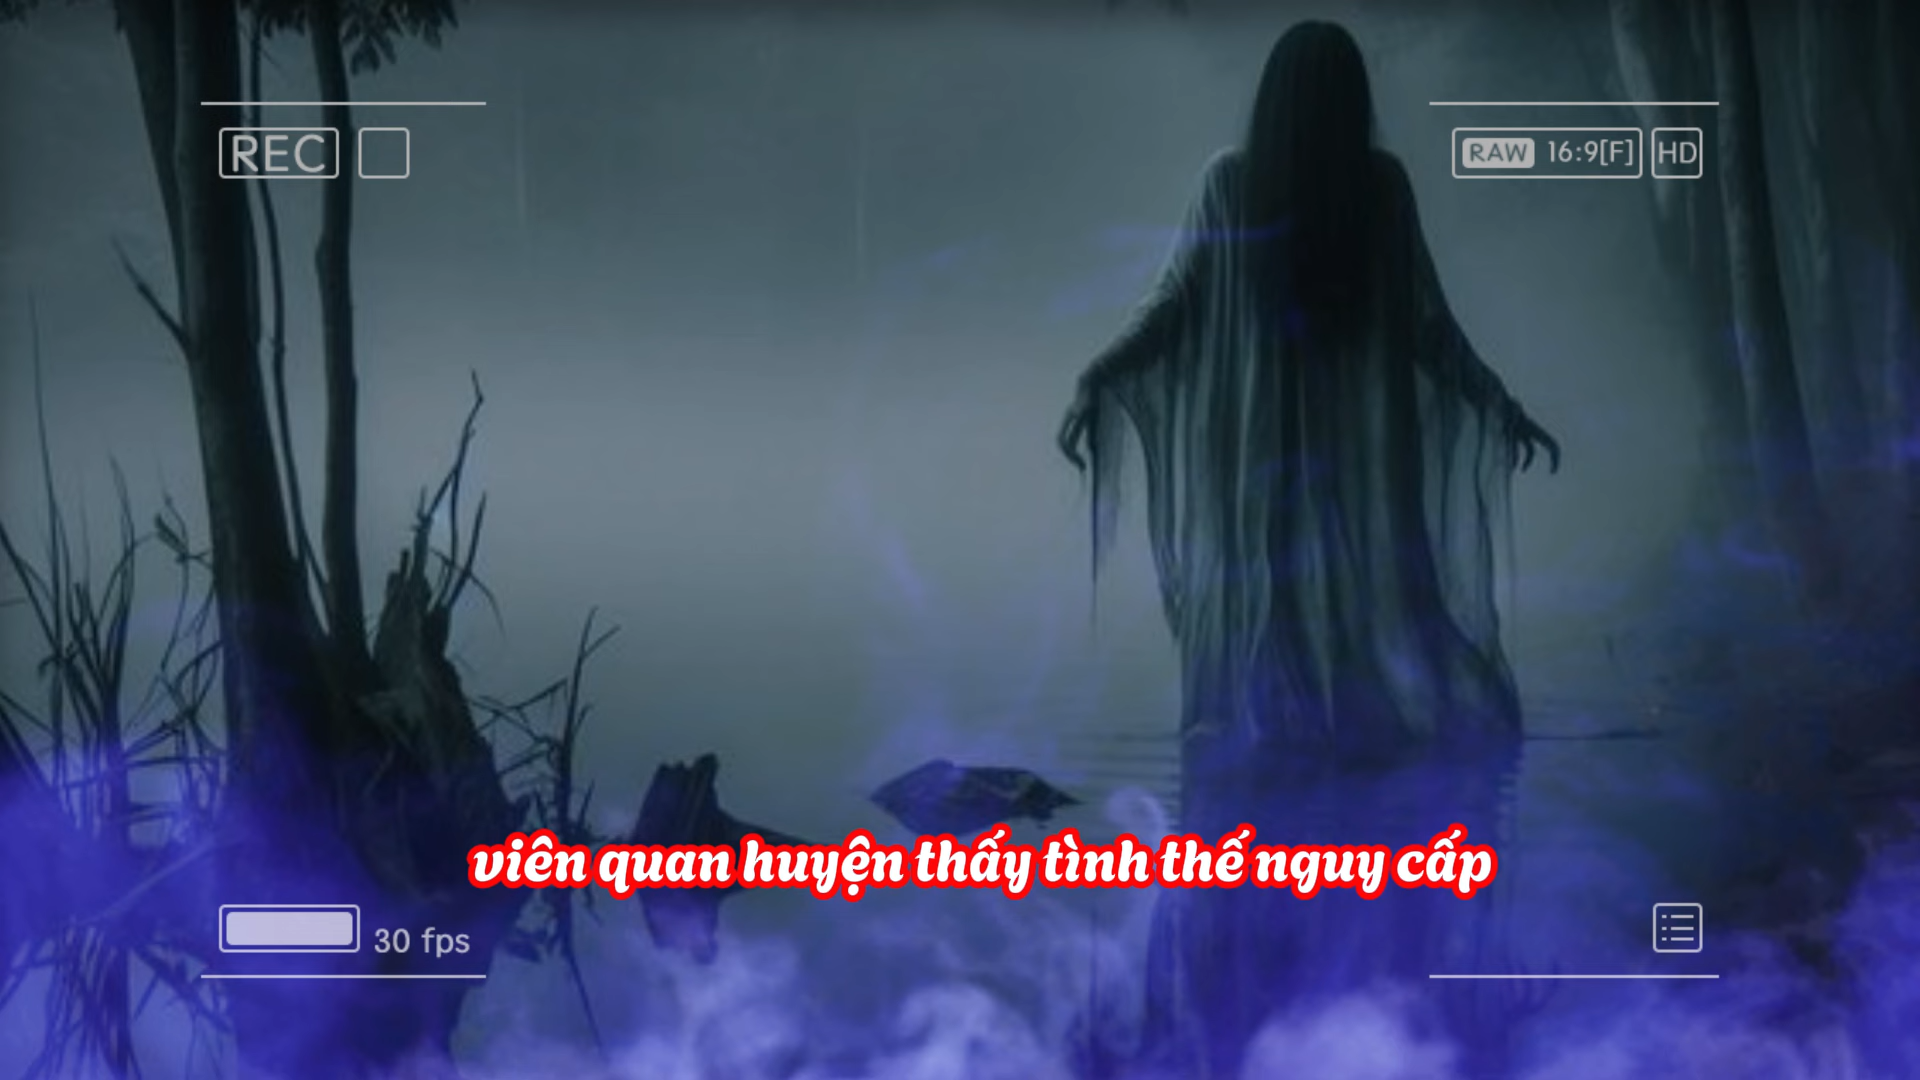 REC
RAW 16:9[F] HD
viên quan huyện thấy tình thế nguy cấp
30 fps